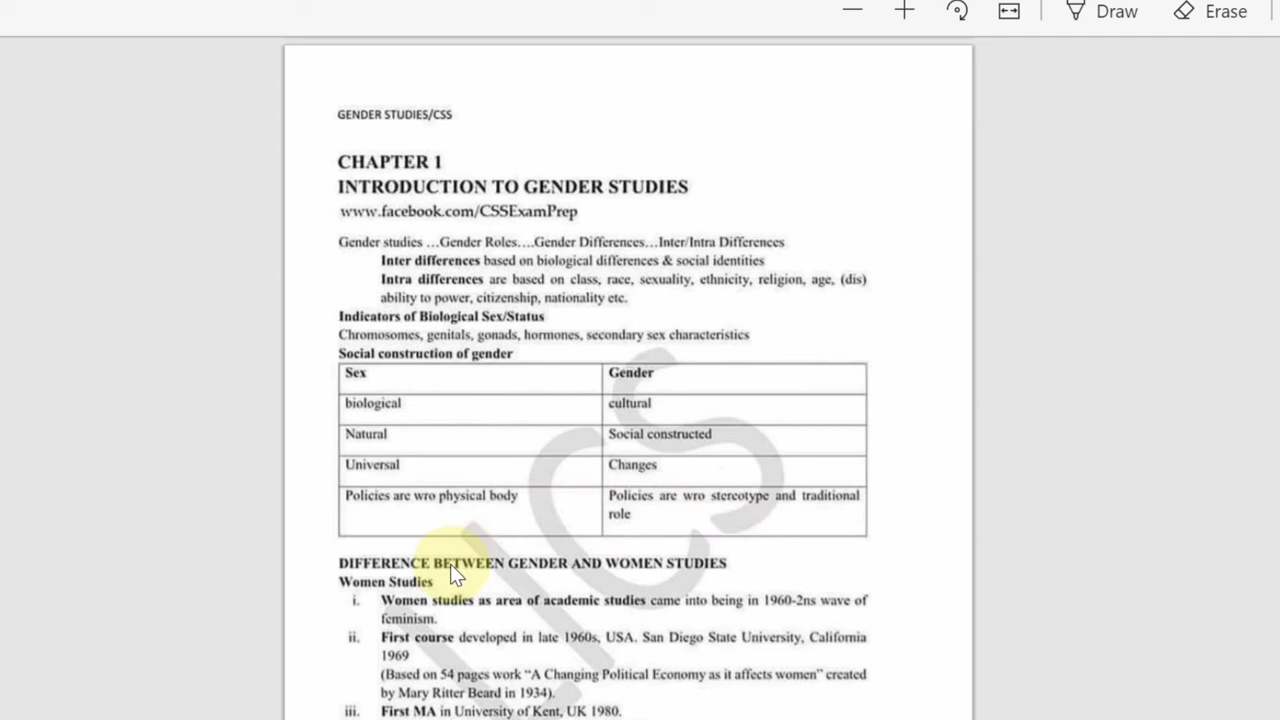 Draw
Erase
GENDER STUDIES/CSS
CHAPTER 1
INTRODUCTION TO GENDER STUDIES
www.facebook.com/CSSExamPrep
Gender studies ...Gender Roles....Gender Differences...Inter/Intra Differences
Inter differences based on biological differences & social identities
Intra differences are based on class, race, sexuality, ethnicity, religion, age, (dis)
ability to power, citizenship, nationality etc.
Indicators of Biological Sex/Status
Chromosomes, genitals, gonads, hormones, secondary sex characteristics
Social construction of gender
Sex Gender
biological cultural
Natural Social constructed
Universal Changes
Policies are wro physical body Policies are wro stereotype and traditional
role
DIFFERENCE BETWEEN GENDER AND WOMEN STUDIES
Women Studies
i. Women studies as area of academic studies came into being in 1960-2ns wave of
feminism.
ii. First course developed in late 1960s, USA. San Diego State University, California
1969
(Based on 54 pages work “A Changing Political Economy as it affects women” created
by Mary Ritter Beard in 1934).
iii. First MA in University of Kent, UK 1980.